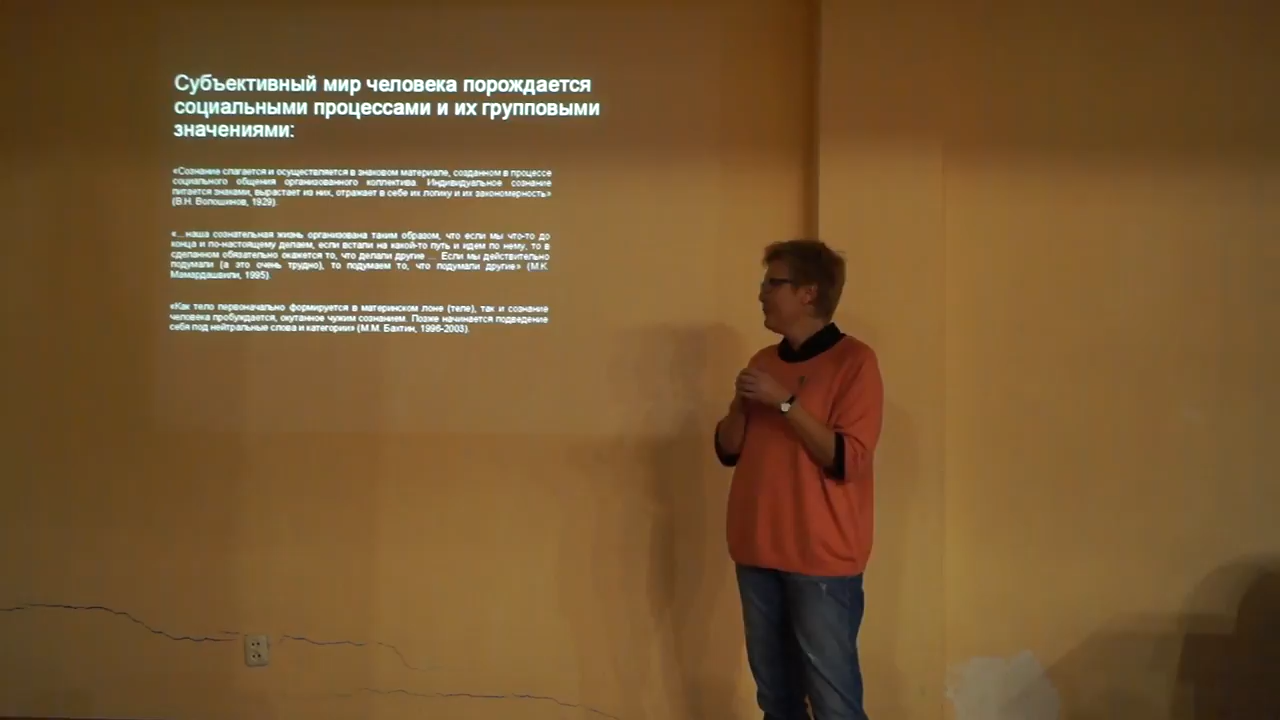 Субъективный мир человека порождается
социальными процессами и их групповыми
значениями:
«Сознание слагается и осуществляется в знаковом материале, созданном в процессе
социального общения организованного коллектива. Индивидуальное сознание
питается знаками, вырастает из них, отражает в себе их логику и их закономерность»
(В.Н. Волошинов, 1929).
«...наша сознательная жизнь организована таким образом, что если мы что-то до
конца и по-настоящему делаем, если встали на какой-то путь и идем по нему, то в
сделанном обязательно окажется то, что делали другие ... Если мы действительно
подумали (а это очень трудно), то подумаем то, что подумали другие» (М.К.
Мамардашвили, 1995).
«Как тело первоначально формируется в материнском лоне (теле), так и сознание
человека пробуждается, окутанное чужим сознанием. Позже начинается подведение
себя под нейтральные слова и категории» (М.М. Бахтин, 1996-2003).